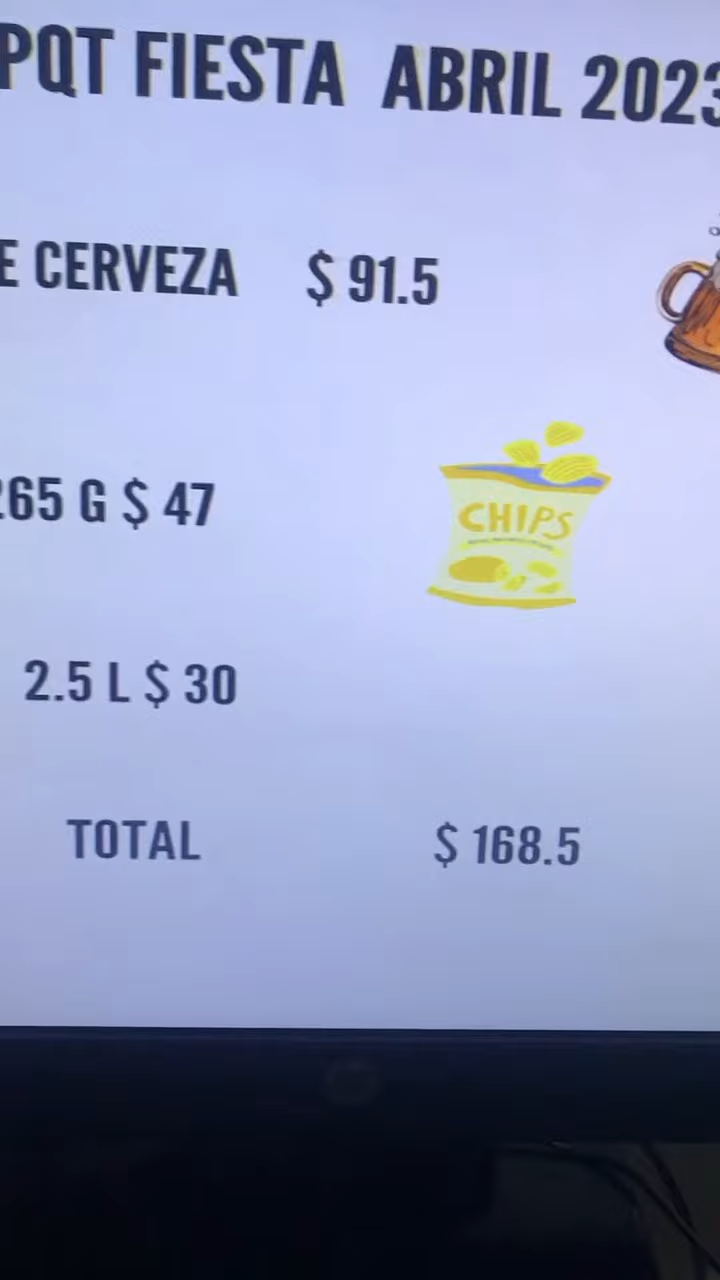 PQT FIESTA ABRIL 2023
E CERVEZA $ 91.5
265 G $ 47
CHIPS
2.5 L $ 30
TOTAL $ 168.5